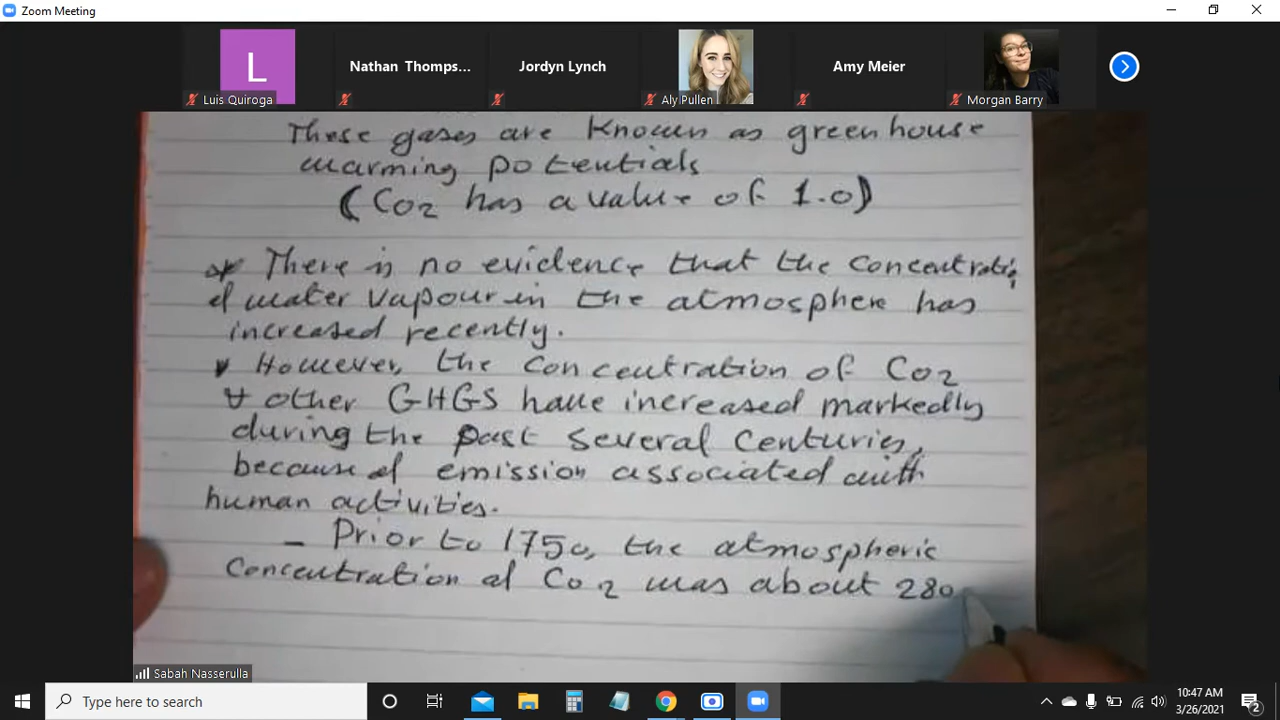 Zoom Meeting
L
Luis Quiroga
Nathan Thomps...
Jordyn Lynch
Aly Pullen
Amy Meier
Morgan Barry
These gases are known as greenhouse
warming potentials
(CO2 has a value of 1.0)
* There is no evidence that the concentration
of water vapour in the atmosphere has
increased recently.
* However, the concentration of CO2
& other GHGS have increased markedly
during the past several centuries,
because of emission associated with
human activities.
- Prior to 1750, the atmospheric
concentration of CO2 was about 280
Sabah Nasserulla
Type here to search
10:47 AM
3/26/2021
2